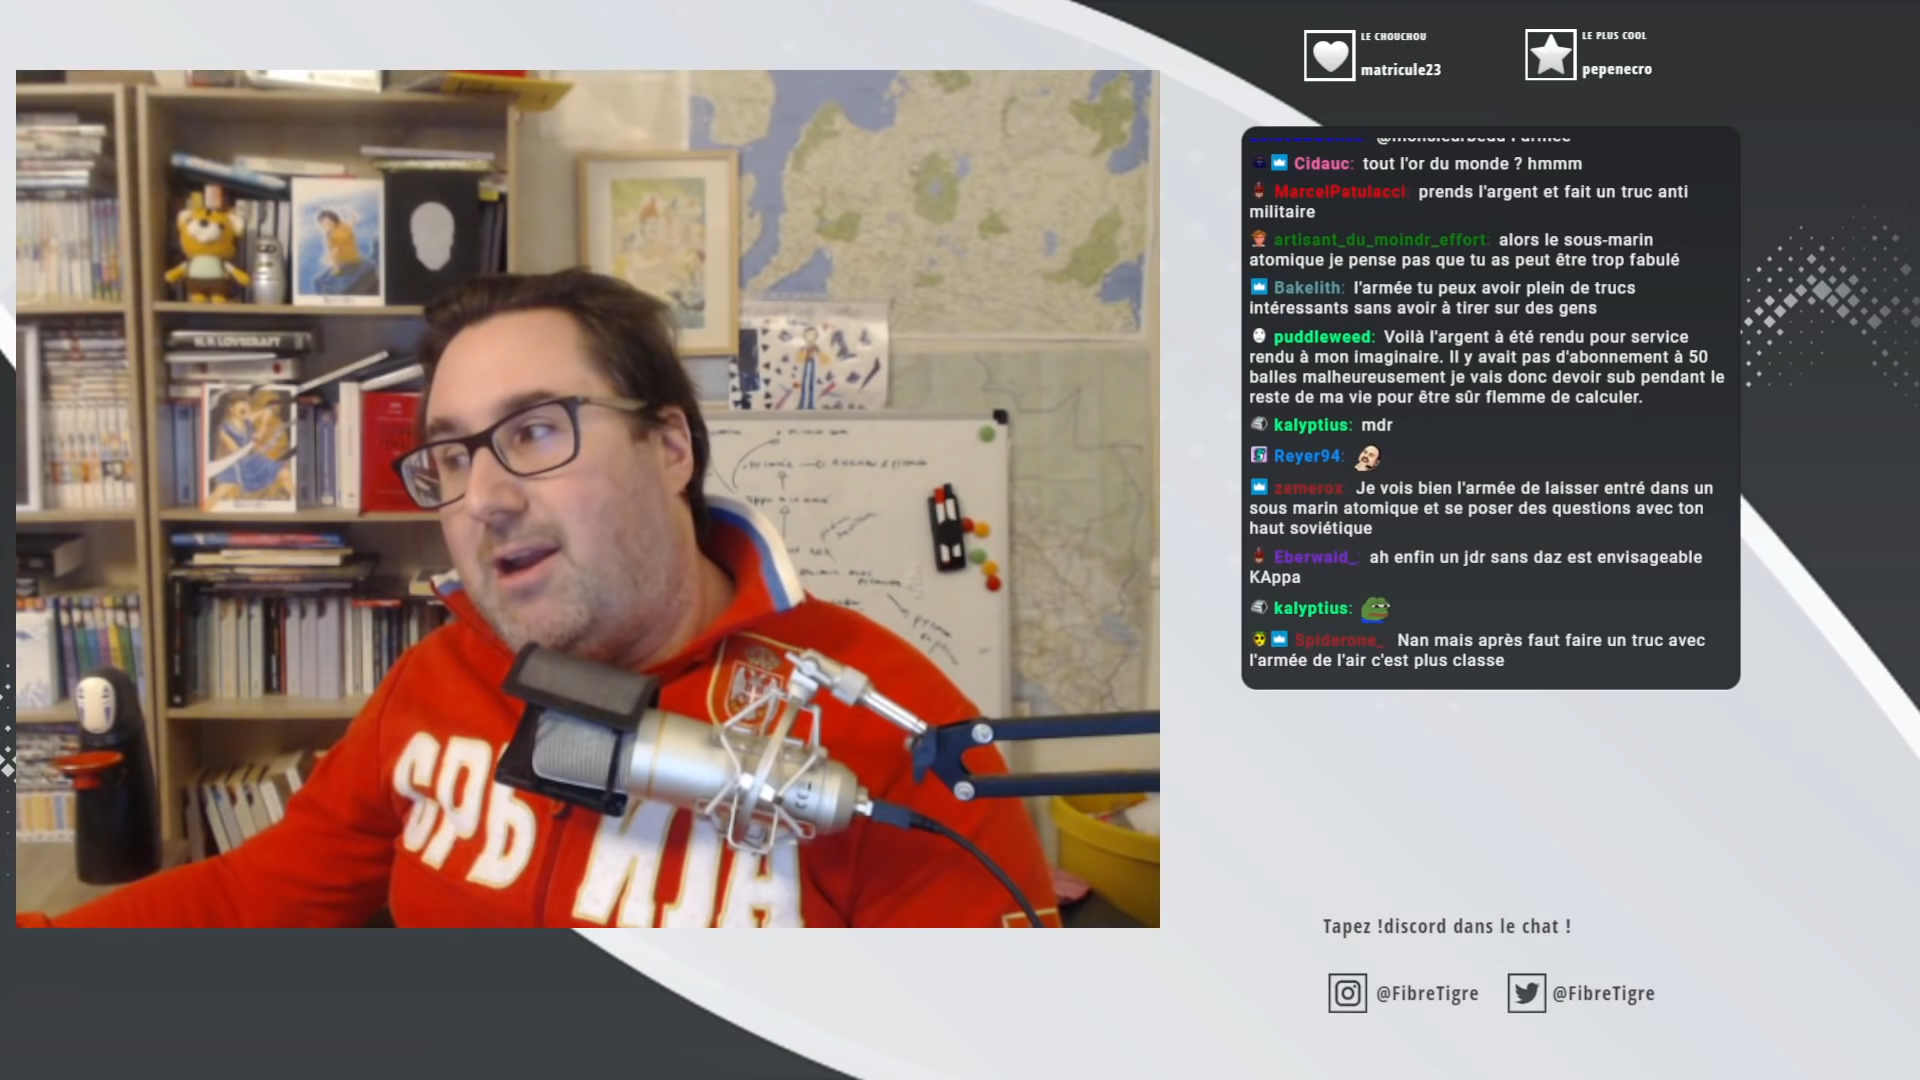 LE CHOUCHOU
matricule23
LE PLUS COOL
pepenecro
Cidauc: tout l'or du monde ? hmmm
MarcelPatulacci: prends l'argent et fait un truc anti
militaire
artisant_du_moindr_effort: alors le sous-marin
atomique je pense pas que tu as peut être trop fabulé
Bakelith: l'armée tu peux avoir plein de trucs
intéressants sans avoir à tirer sur des gens
puddleweed: Voilà l'argent à été rendu pour service
rendu à mon imaginaire. Il y avait pas d'abonnement à 50
balles malheureusement je vais donc devoir sub pendant le
reste de ma vie pour être sûr flemme de calculer.
kalyptius: mdr
Reyer94:
zemerox Je vois bien l'armée de laisser entré dans un
sous marin atomique et se poser des questions avec ton
haut soviétique
Eberwald_: ah enfin un jdr sans daz est envisageable
KAppa
kalyptius:
Spiderone_ Nan mais après faut faire un truc avec
l'armée de l'air c'est plus classe
H.P. LOVECRAFT
СРБ
ИЈА
CE
Tapez !discord dans le chat !
@FibreTigre
@FibreTigre